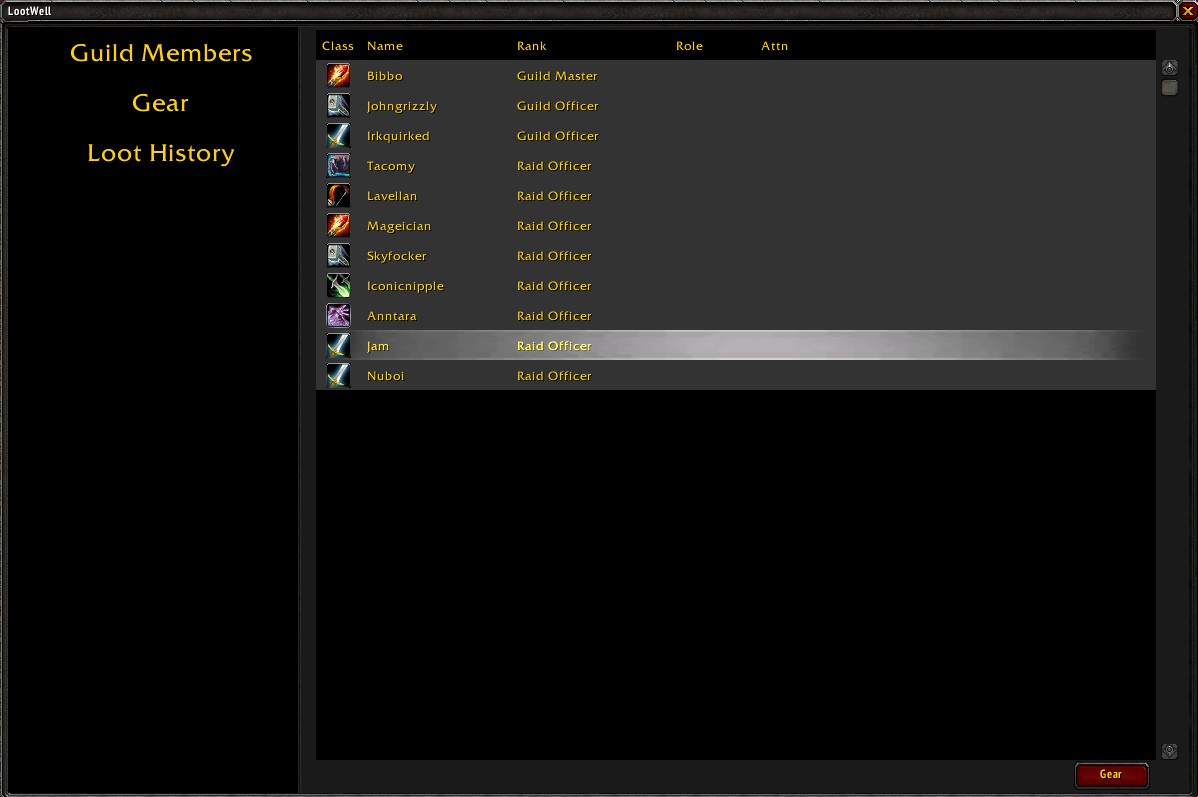 LootWell
Guild Members
Gear
Loot History
Class Name Rank Role Attn
Bibbo Guild Master
Johngrizzly Guild Officer
Irkquirked Guild Officer
Tacomy Raid Officer
Lavellan Raid Officer
Mageician Raid Officer
Skyfocker Raid Officer
Iconicnipple Raid Officer
Anntara Raid Officer
Jam Raid Officer
Nuboi Raid Officer
Gear